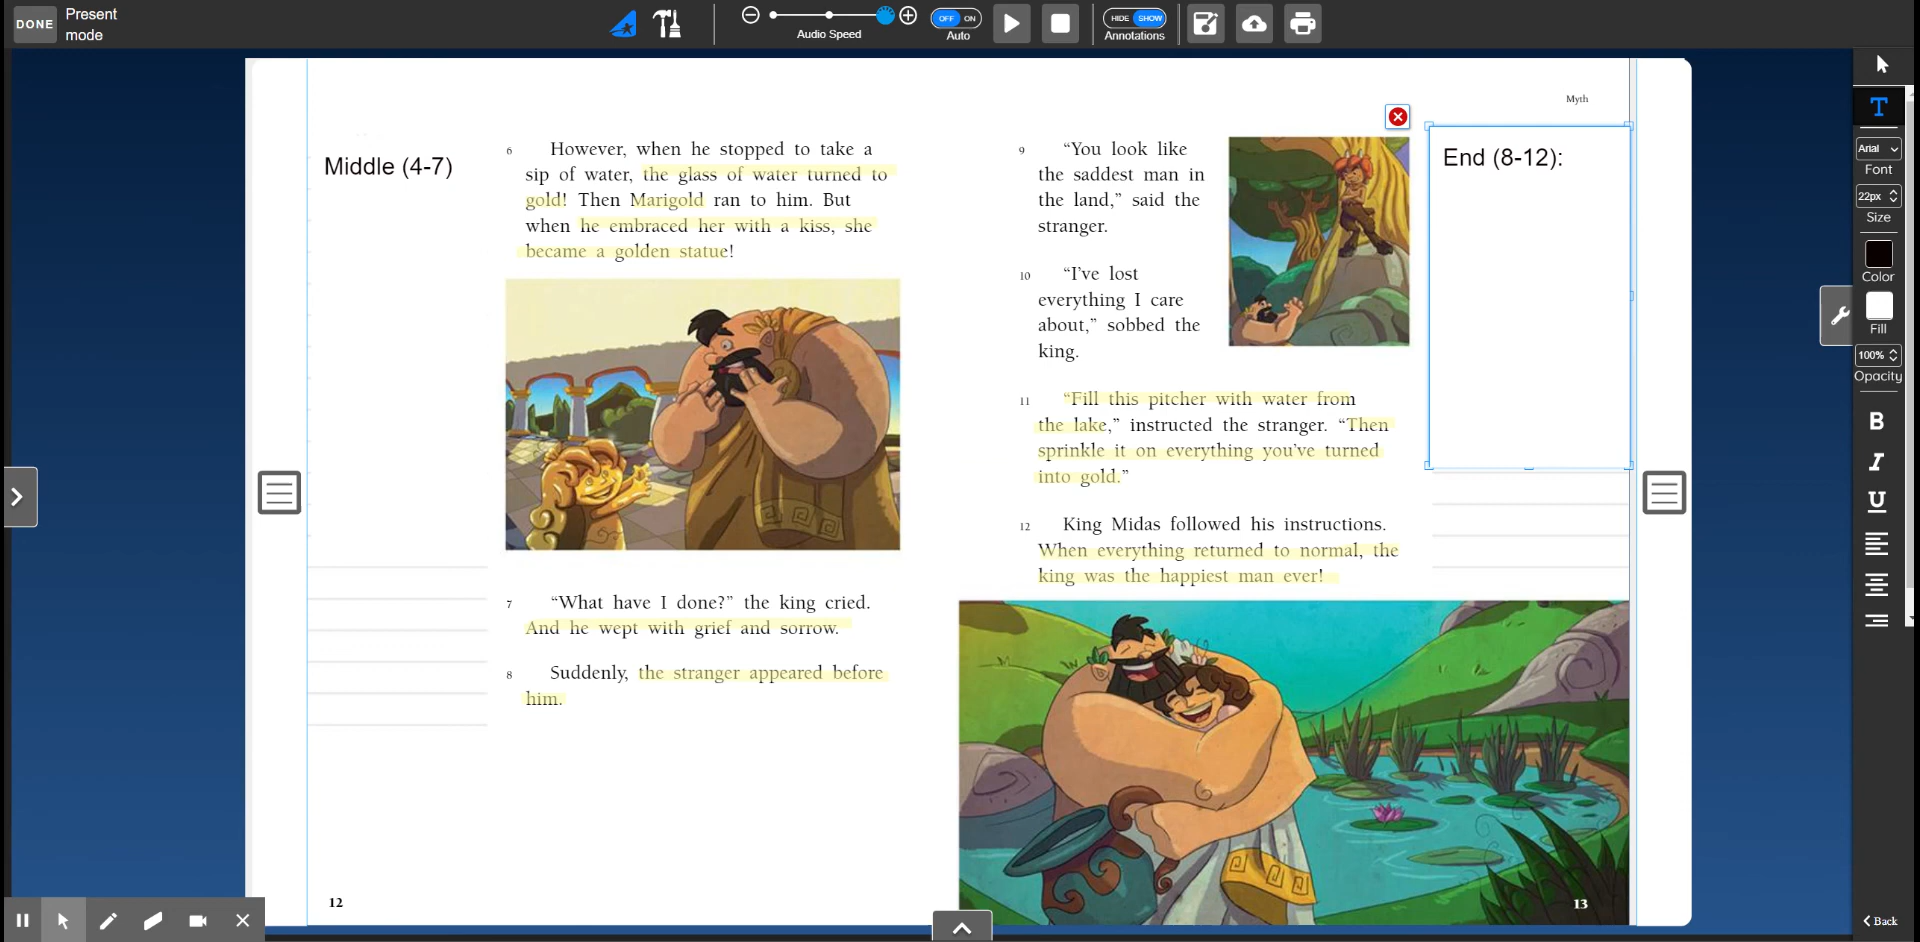 DONE
Present
mode
Audio Speed
OFF ON
Auto
HIDE SHOW
Annotations
Myth
Middle (4-7)
6 However, when he stopped to take a
sip of water, the glass of water turned to
gold! Then Marigold ran to him. But
when he embraced her with a kiss, she
became a golden statue!
7 “What have I done?” the king cried.
And he wept with grief and sorrow.
8 Suddenly, the stranger appeared before
him.
12
9 “You look like
the saddest man in
the land,” said the
stranger.
10 “I’ve lost
everything I care
about,” sobbed the
king.
11 “Fill this pitcher with water from
the lake,” instructed the stranger. “Then
sprinkle it on everything you’ve turned
into gold.”
12 King Midas followed his instructions.
When everything returned to normal, the
king was the happiest man ever!
13
End (8-12):
T
Arial
Font
22px
Size
Color
Fill
100%
Opacity
B
I
U
Back